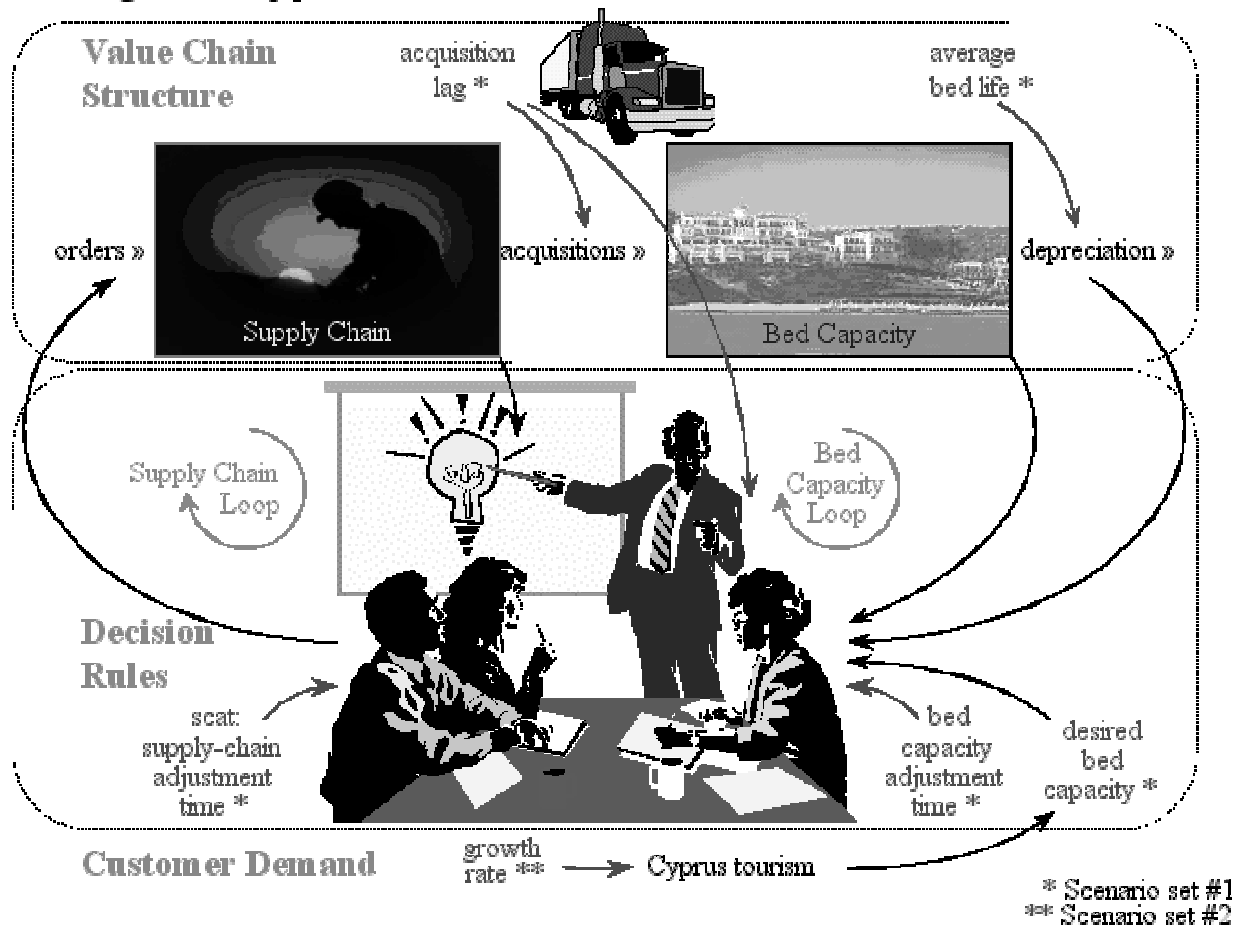 Value Chain
Structure
acquisition
lag *
average
bed life *
orders »
Supply Chain
acquisitions »
Bed Capacity
depreciation »
Supply Chain
Loop
Bed
Capacity
Loop
Decision
Rules
scat:
supply-chain
adjustment
time *
bed
capacity
adjustment
time *
desired
bed
capacity *
Customer Demand
growth
rate **
Cyprus tourism
* Scenario set #1
** Scenario set #2